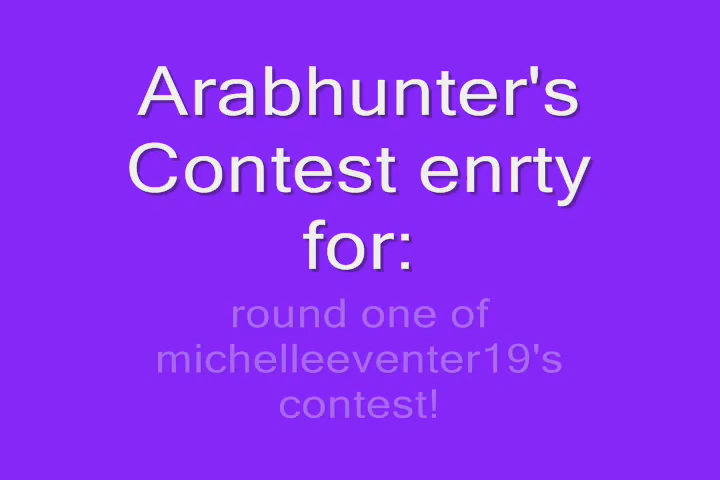 Arabhunter's
Contest enrty
for:
round one of
michelleeventer19's
contest!